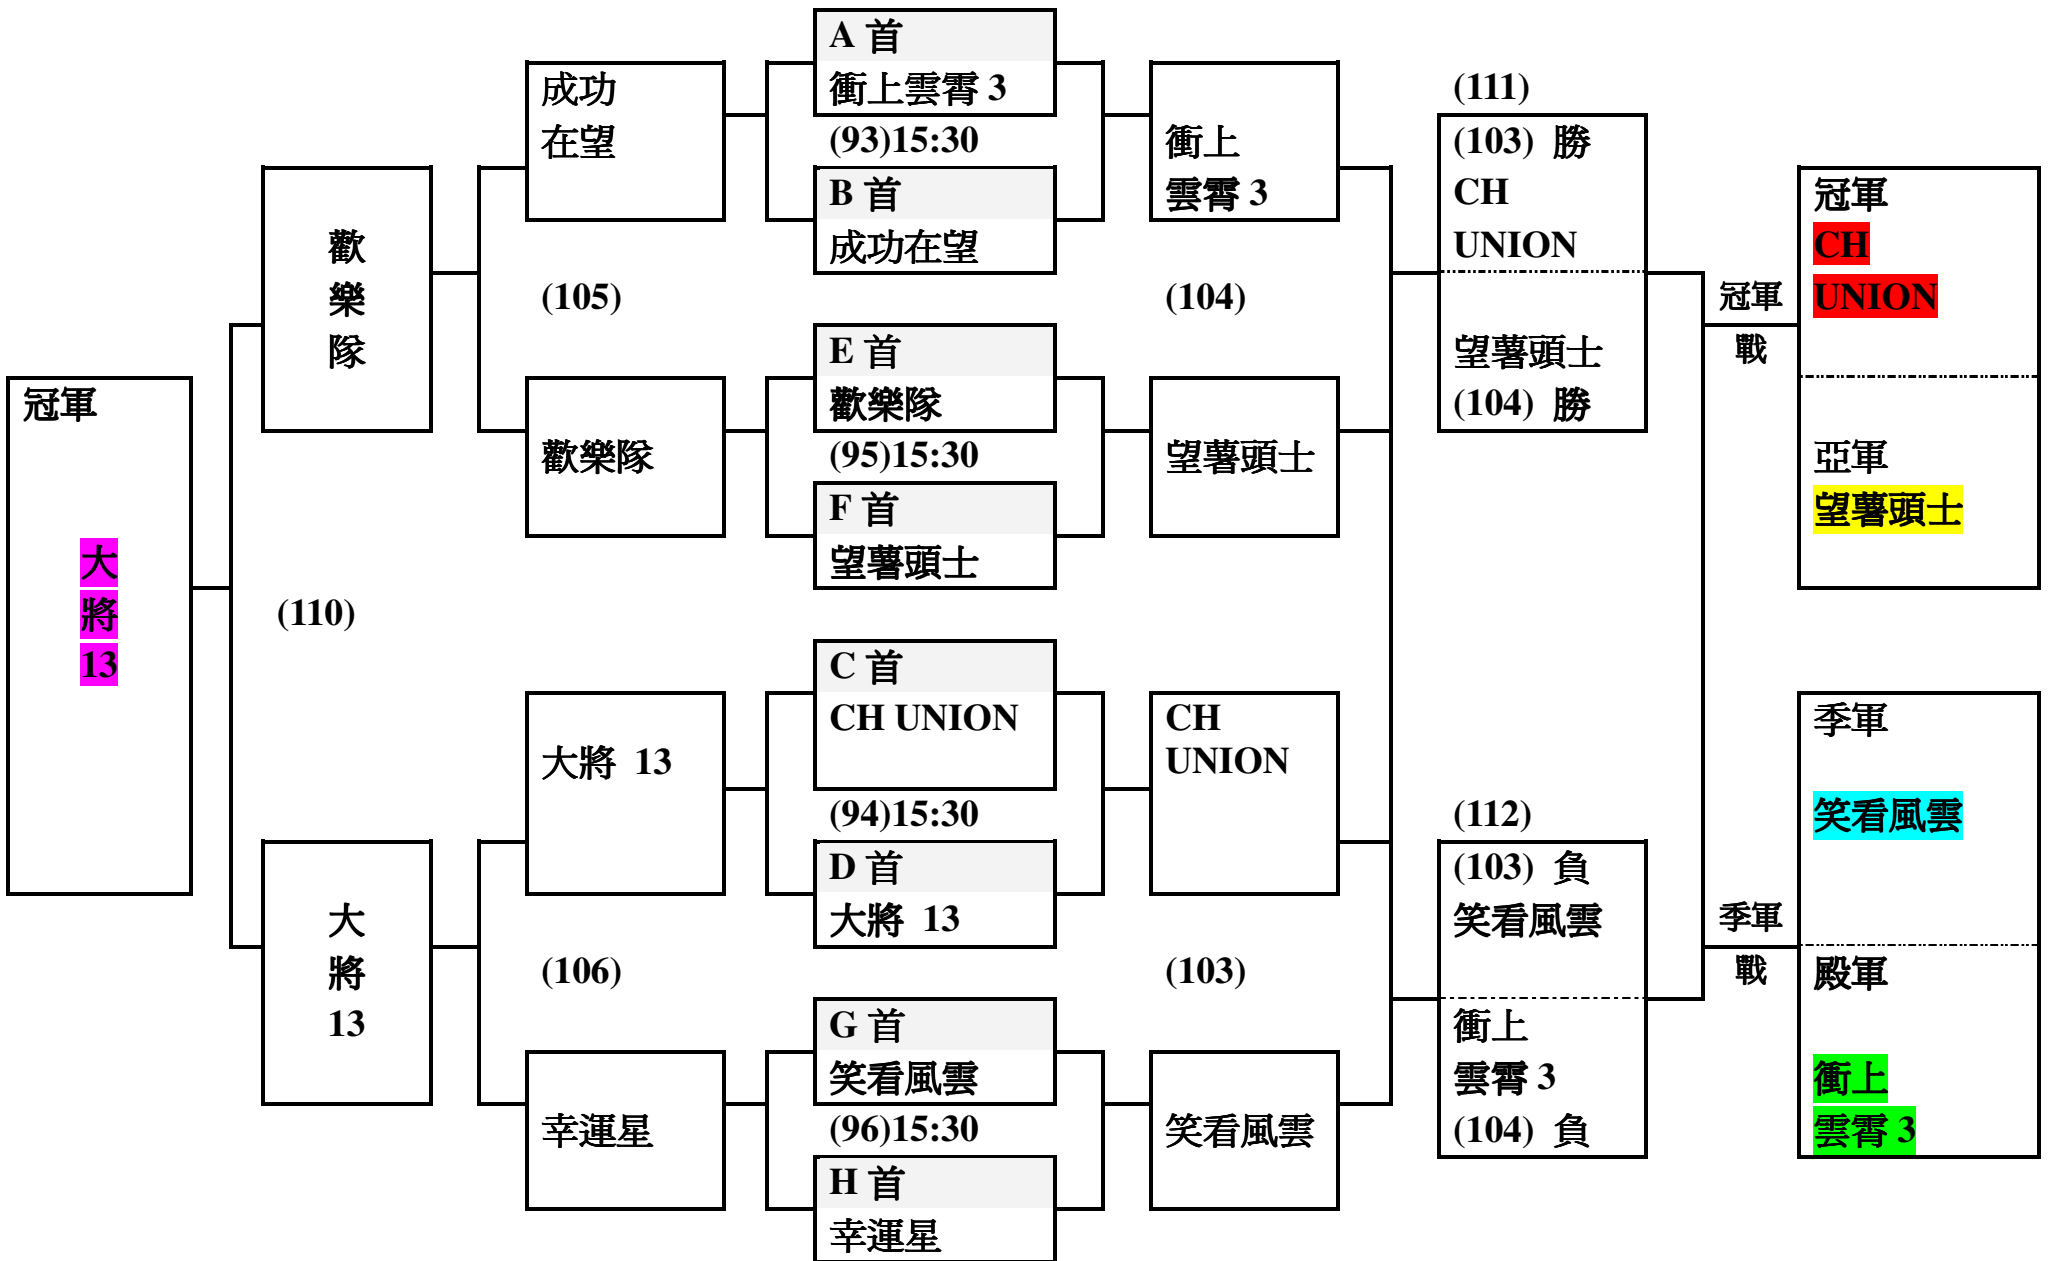 冠軍
大
將
13
歡
樂
隊
(110)
大
將
13
成功
在望
(105)
歡樂隊
大將 13
(106)
幸運星
A 首
衝上雲霄 3
(93)15:30
B 首
成功在望
E 首
歡樂隊
(95)15:30
F 首
望薯頭士
C 首
CH UNION
(94)15:30
D 首
大將 13
G 首
笑看風雲
(96)15:30
H 首
幸運星
衝上
雲霄 3
(104)
望薯頭士
CH
UNION
(103)
笑看風雲
(111)
(103) 勝
CH
UNION
望薯頭士
(104) 勝
(112)
(103) 負
笑看風雲
衝上
雲霄 3
(104) 負
冠軍
戰
季軍
戰
冠軍
CH
UNION
亞軍
望薯頭士
季軍
笑看風雲
殿軍
衝上
雲霄 3